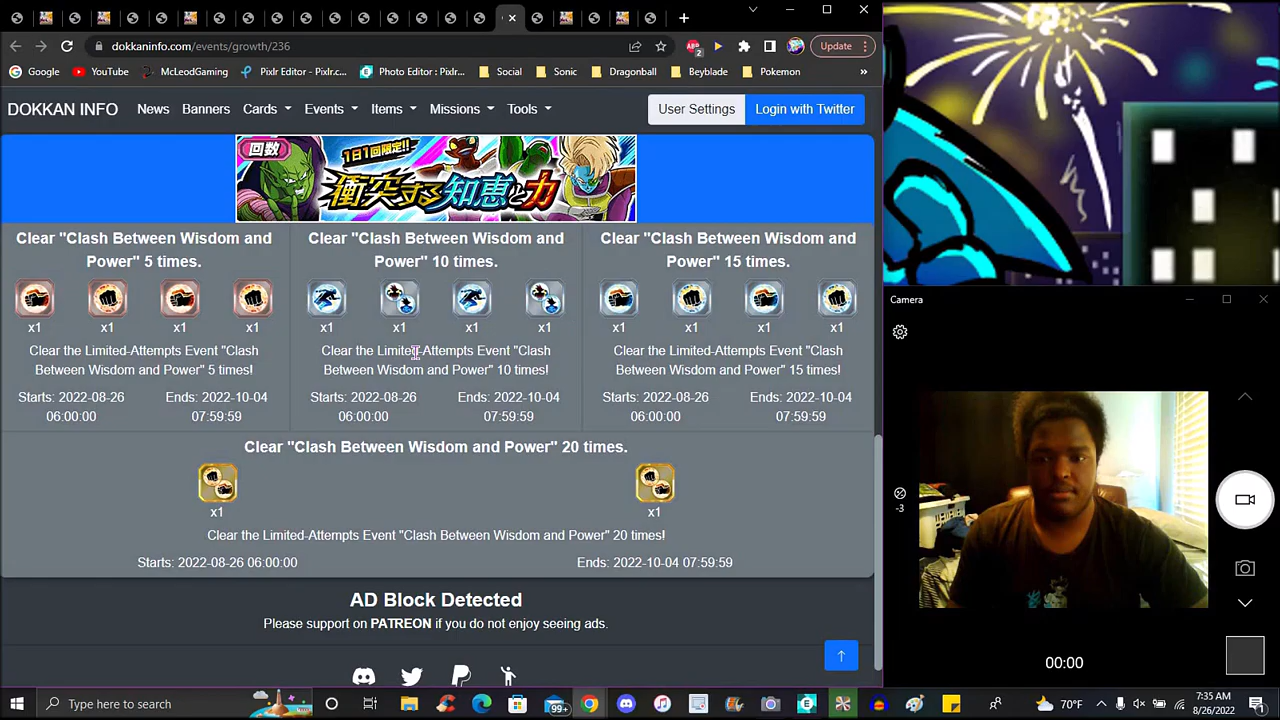 Update
dokkaninfo.com/events/growth/236
Google YouTube McLeodGaming Pixlr Editor - Pixlr.c... Photo Editor : Pixlr... Social Sonic Dragonball Beyblade Pokemon »
DOKKAN INFO News Banners Cards Events Items Missions Tools User Settings Login with Twitter
回数
1日1回限定!!
衝突する知恵と力
Clear "Clash Between Wisdom and
Power" 5 times.
x1 x1 x1 x1
Clear the Limited-Attempts Event "Clash
Between Wisdom and Power" 5 times!
Starts: 2022-08-26
06:00:00
Ends: 2022-10-04
07:59:59
Clear "Clash Between Wisdom and
Power" 10 times.
x1 x1 x1 x1
Clear the Limited-Attempts Event "Clash
Between Wisdom and Power" 10 times!
Starts: 2022-08-26
06:00:00
Ends: 2022-10-04
07:59:59
Clear "Clash Between Wisdom and
Power" 15 times.
x1 x1 x1 x1
Clear the Limited-Attempts Event "Clash
Between Wisdom and Power" 15 times!
Starts: 2022-08-26
06:00:00
Ends: 2022-10-04
07:59:59
Clear "Clash Between Wisdom and Power" 20 times.
x1 x1
Clear the Limited-Attempts Event "Clash Between Wisdom and Power" 20 times!
Starts: 2022-08-26 06:00:00 Ends: 2022-10-04 07:59:59
AD Block Detected
Please support on PATREON if you do not enjoy seeing ads.
Camera
-3
00:00
Type here to search
99+
70°F
7:35 AM
8/26/2022